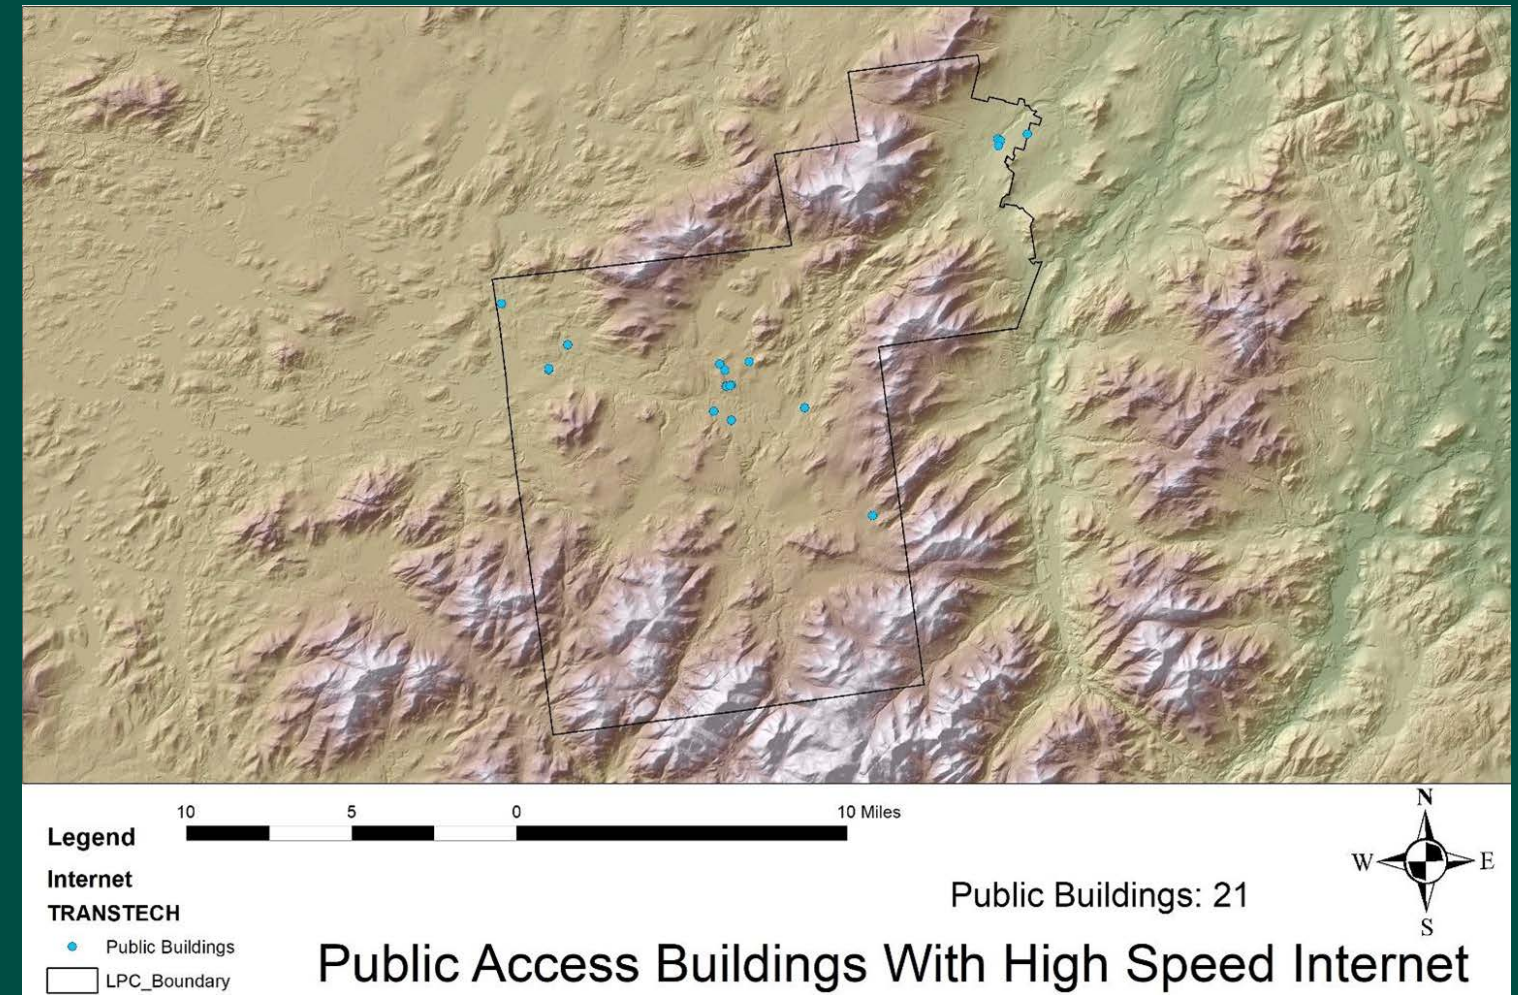 10 5 0 10 Miles
Legend
Internet
TRANSTECH
Public Buildings
LPC_Boundary
Public Buildings: 21
N
W E
S
Public Access Buildings With High Speed Internet